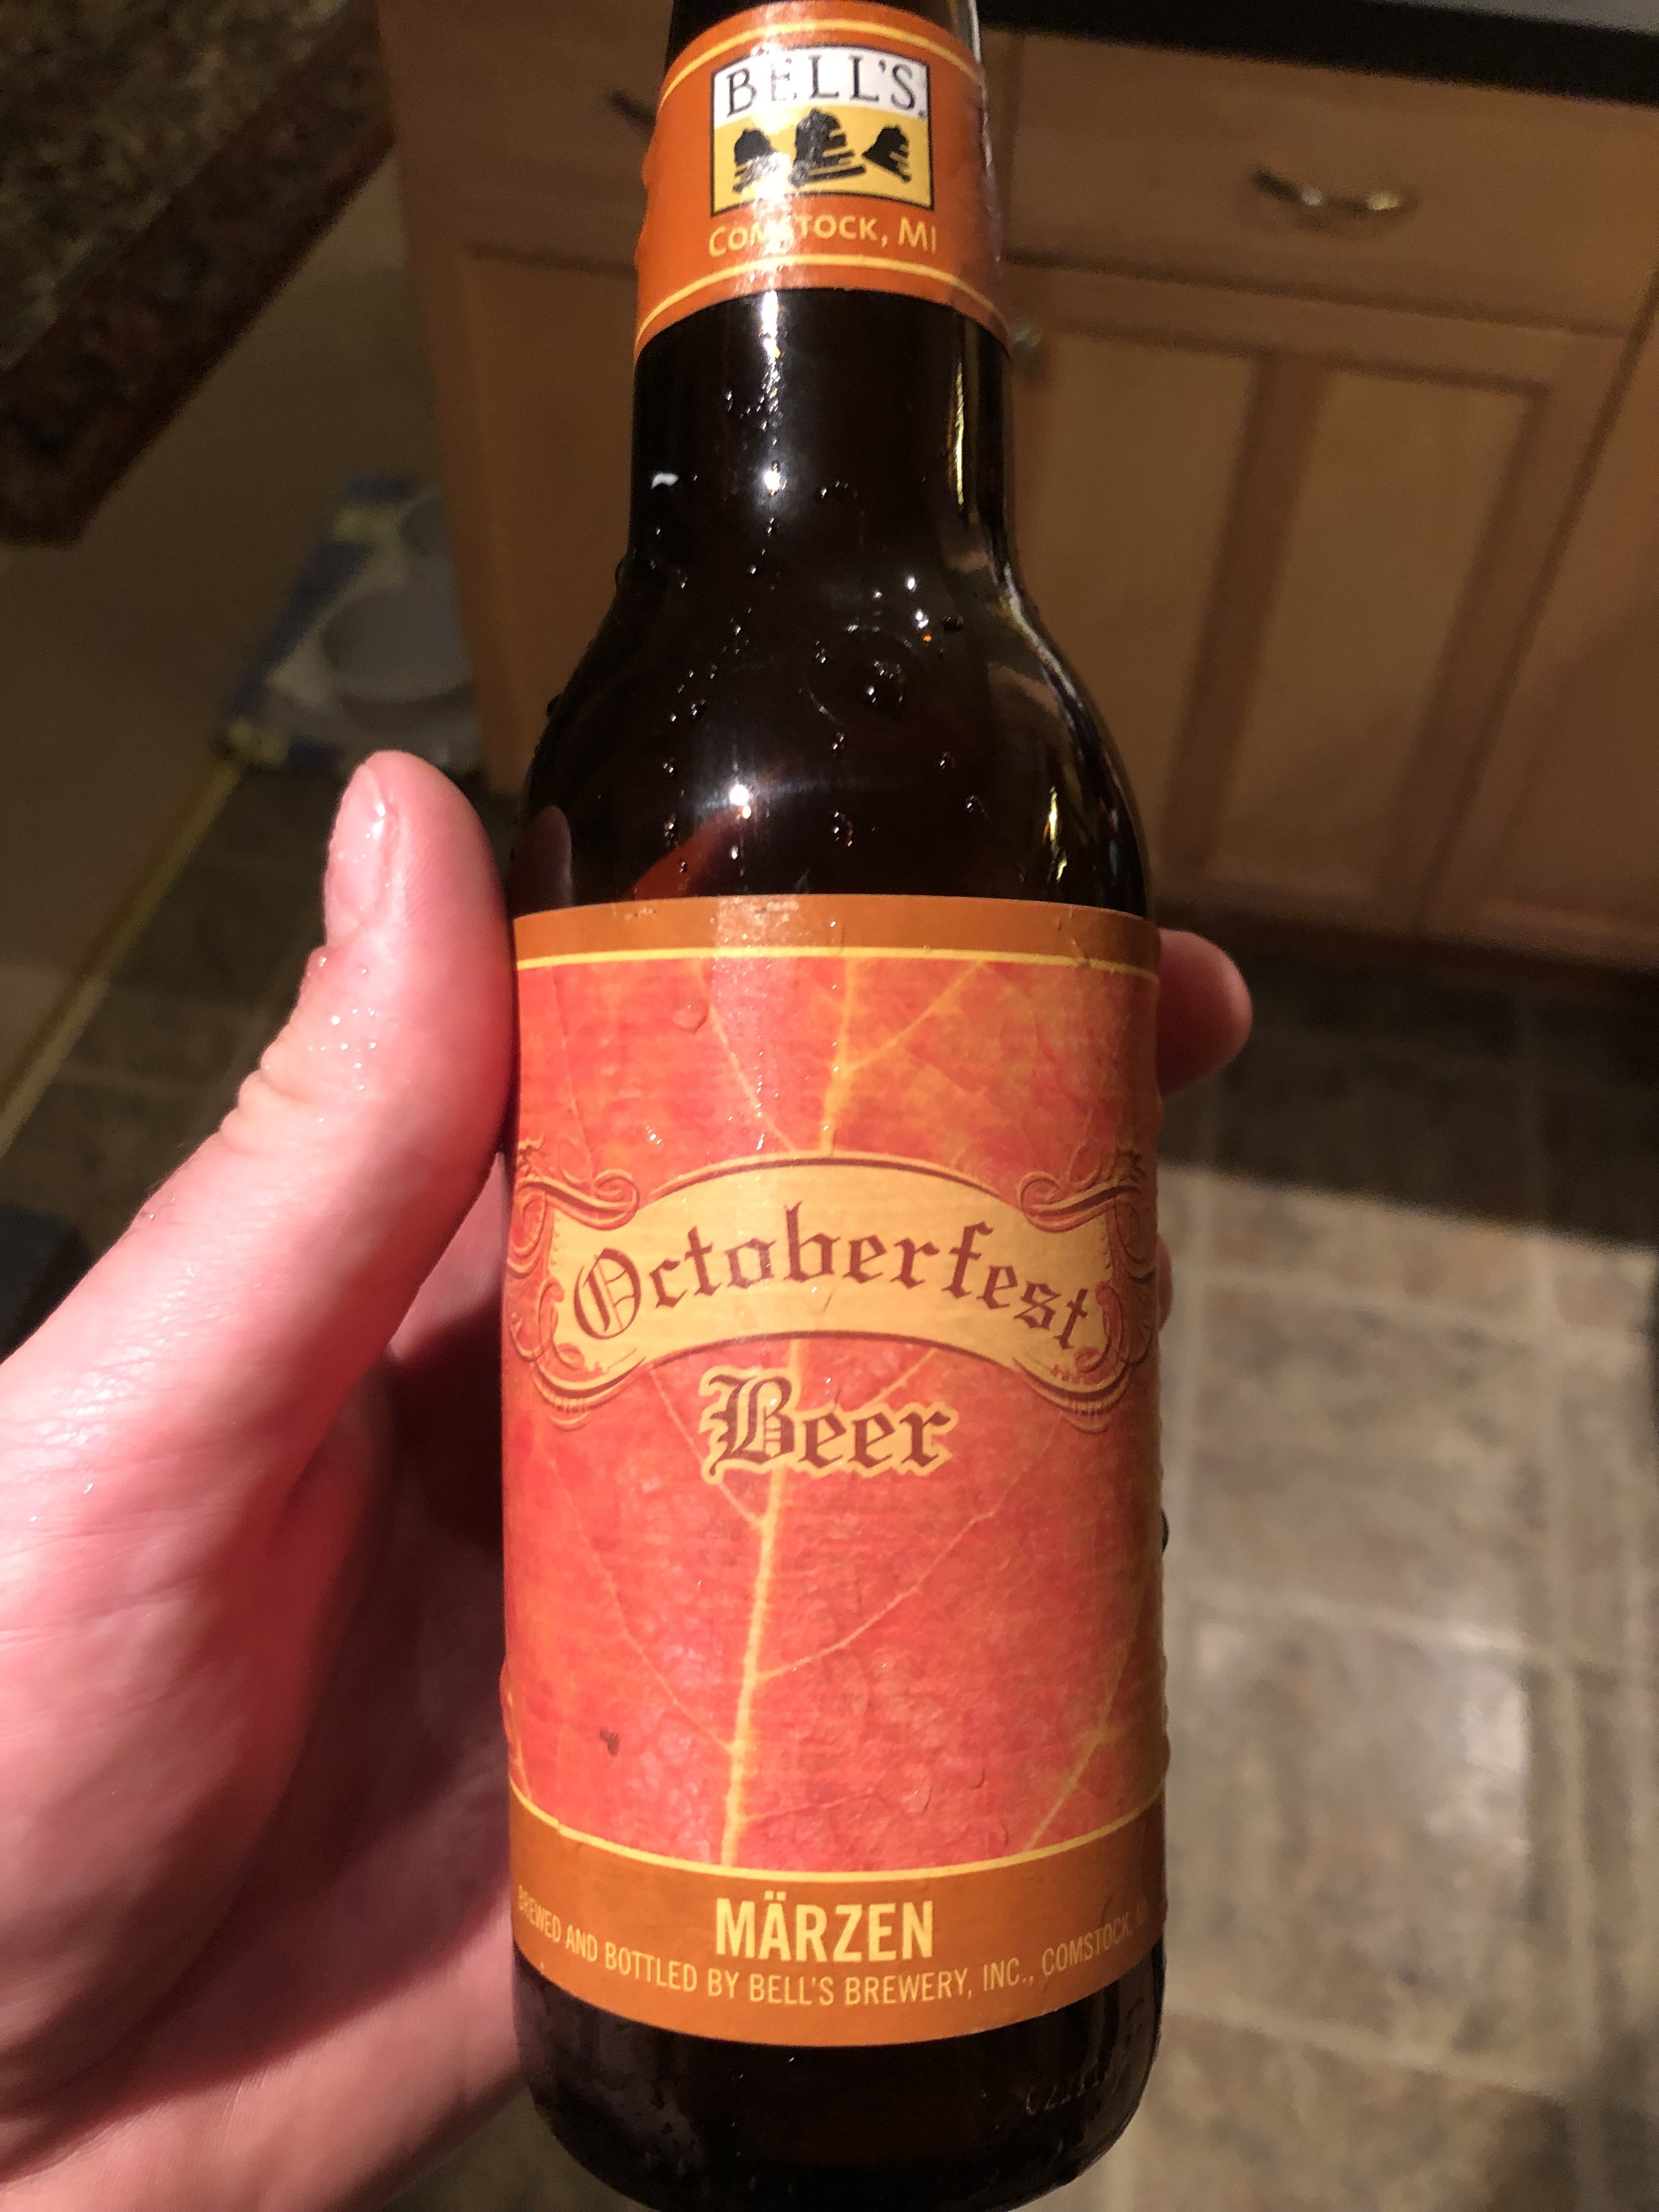 BELL'S
COMSTOCK, MI
Octoberfest
Beer
MÄRZEN
BREWED AND BOTTLED BY BELL'S BREWERY, INC., COMSTOCK,